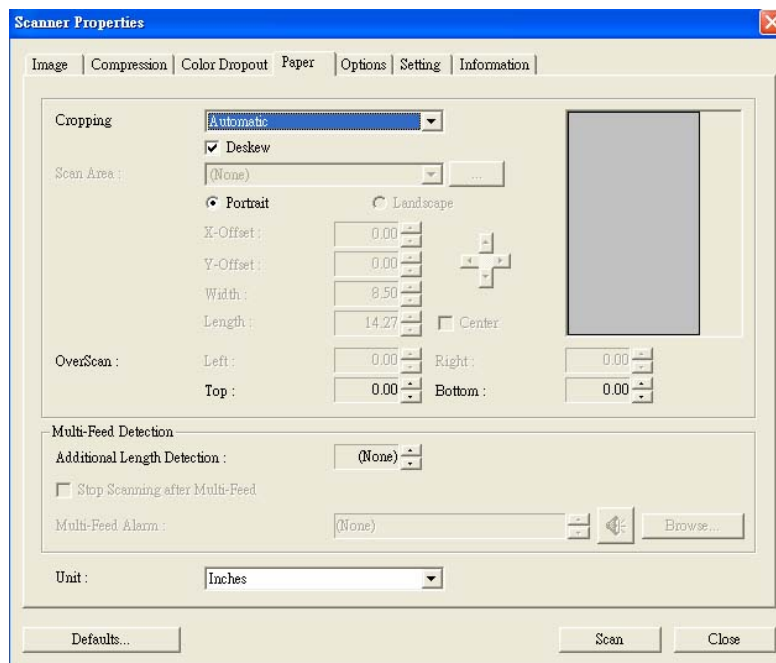 Scanner Properties
Image Compression Color Dropout Paper Options Setting Information
Cropping Automatic
Deskew
Scan Area : (None) ...
Portrait Landscape
X-Offset : 0.00
Y-Offset : 0.00
Width : 8.50
Length : 14.27 Center
OverScan : Left : 0.00 Right : 0.00
Top : 0.00 Bottom : 0.00
Multi-Feed Detection
Additional Length Detection : (None)
Stop Scanning after Multi-Feed
Multi-Feed Alarm : (None) Browse...
Unit : Inches
Defaults... Scan Close